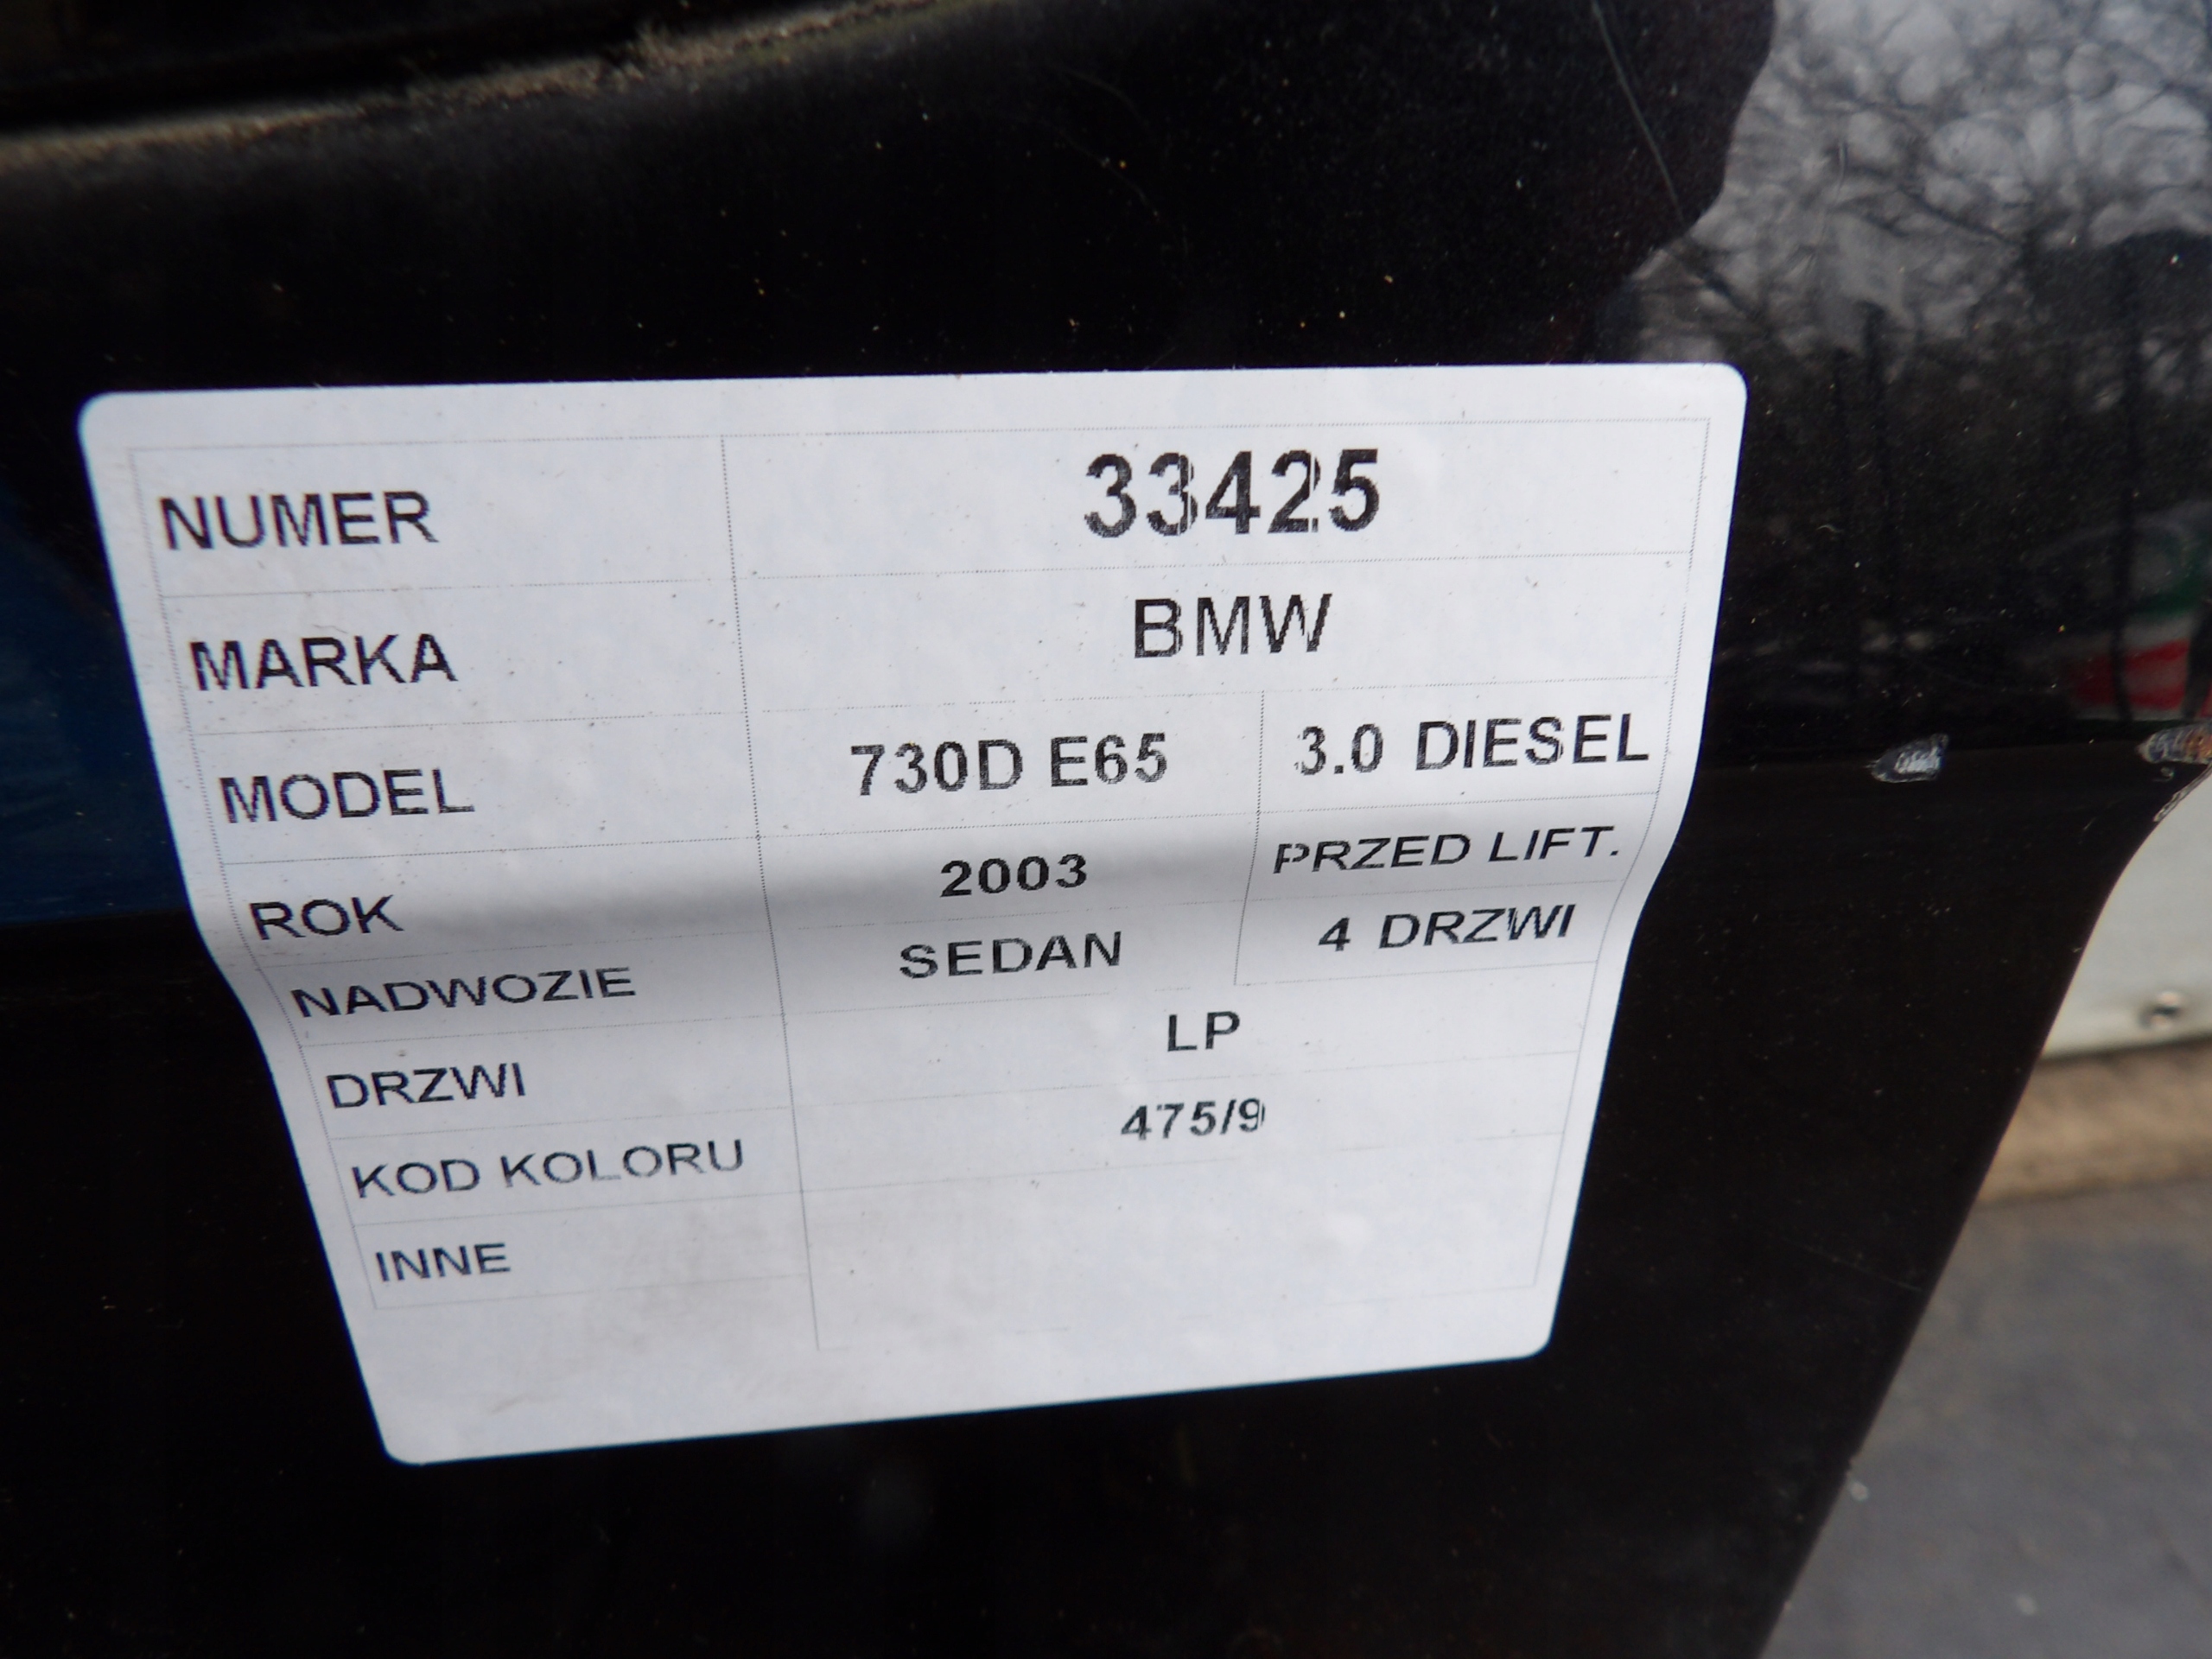 NUMER 33425
MARKA BMW
MODEL 730D E65 3.0 DIESEL
ROK 2003 PRZED LIFT.
NADWOZIE SEDAN 4 DRZWI
DRZWI LP
KOD KOLORU 475/9
INNE